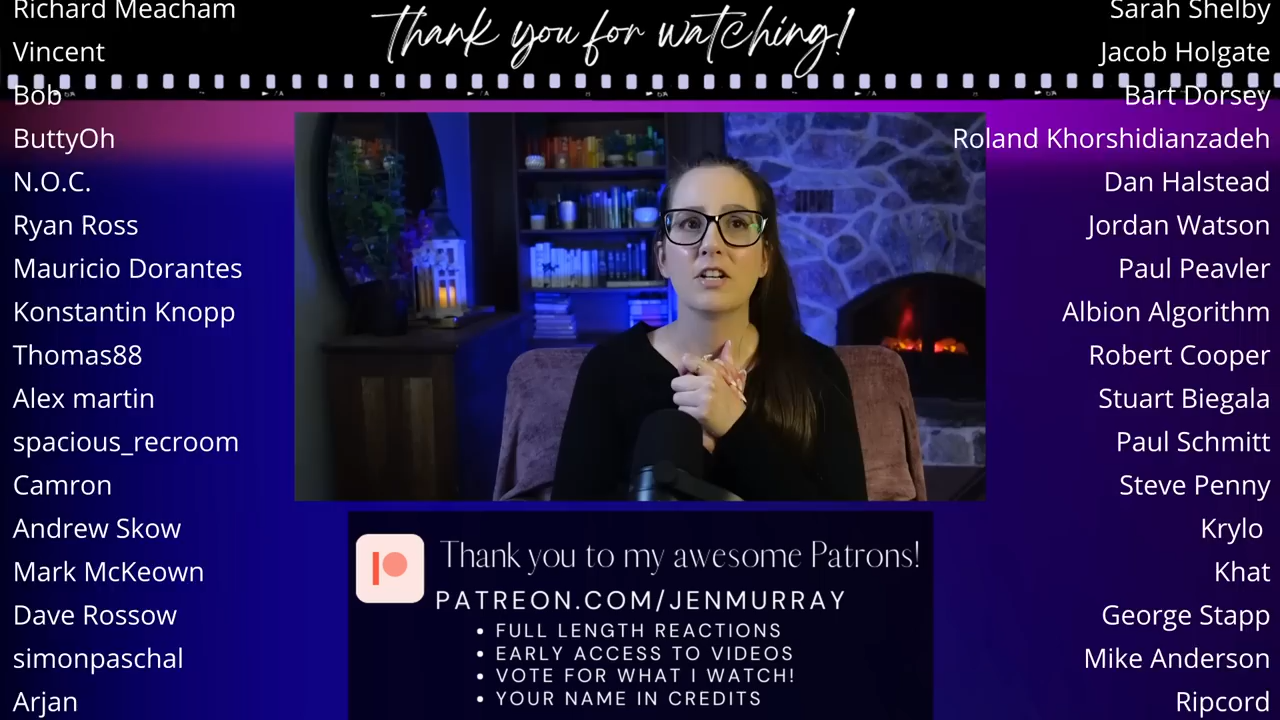 Richard Meacham
Vincent
Bob
ButtyOh
N.O.C.
Ryan Ross
Mauricio Dorantes
Konstantin Knopp
Thomas88
Alex martin
spacious_recroom
Camron
Andrew Skow
Mark McKeown
Dave Rossow
simonpaschal
Arjan
Thank you for watching!
Thank you to my awesome Patrons!
PATREON.COM/JENMURRAY
• FULL LENGTH REACTIONS
• EARLY ACCESS TO VIDEOS
• VOTE FOR WHAT I WATCH!
• YOUR NAME IN CREDITS
Sarah Shelby
Jacob Holgate
Bart Dorsey
Roland Khorshidianzadeh
Dan Halstead
Jordan Watson
Paul Peavler
Albion Algorithm
Robert Cooper
Stuart Biegala
Paul Schmitt
Steve Penny
Krylo
Khat
George Stapp
Mike Anderson
Ripcord